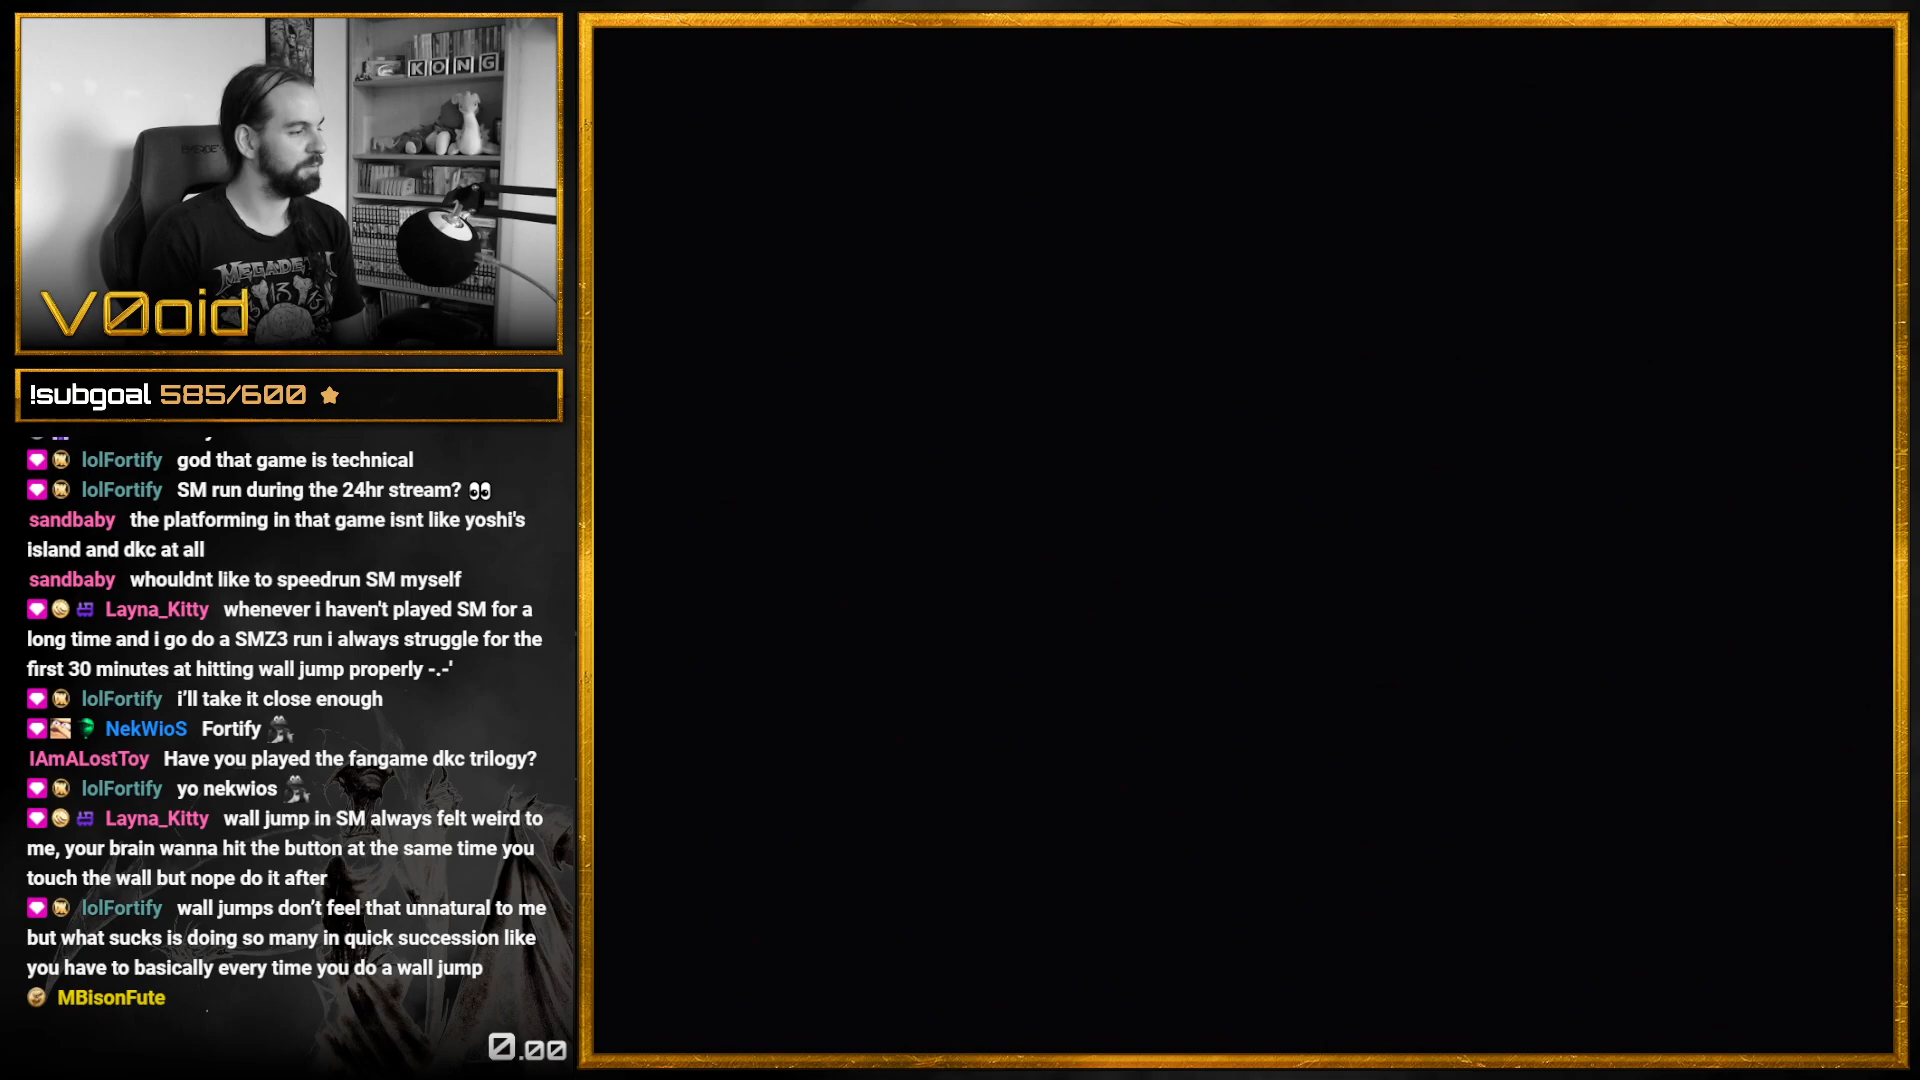 KONG
MEGADE
13
V0oid
!subgoal 585/600
lolFortify god that game is technical
lolFortify SM run during the 24hr stream? 👀
sandbaby the platforming in that game isnt like yoshi's
island and dkc at all
sandbaby whouldnt like to speedrun SM myself
Layna_Kitty whenever i haven't played SM for a
long time and i go do a SMZ3 run i always struggle for the
first 30 minutes at hitting wall jump properly -.-'
lolFortify i’ll take it close enough
NekWioS Fortify
IAmALostToy Have you played the fangame dkc trilogy?
lolFortify yo nekwios
Layna_Kitty wall jump in SM always felt weird to
me, your brain wanna hit the button at the same time you
touch the wall but nope do it after
lolFortify wall jumps don’t feel that unnatural to me
but what sucks is doing so many in quick succession like
you have to basically every time you do a wall jump
MBisonFute
0.00